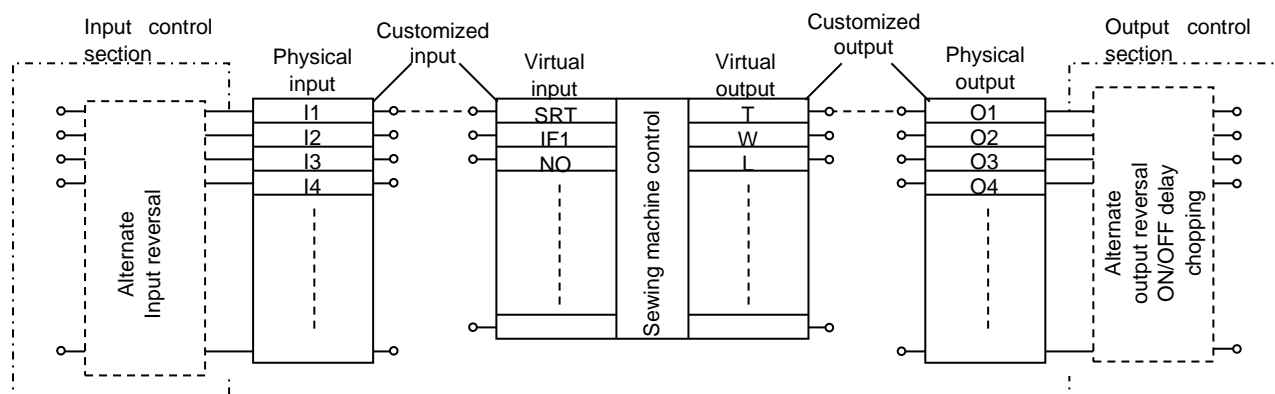 Input control
section
Physical
input
Customized
input
Virtual
input
Virtual
output
Customized
output
Physical
output
Output control
section
I1
I2
I3
I4
SRT
IF1
NO
T
W
L
O1
O2
O3
O4
Alternate
Input reversal
Sewing machine control
Alternate
output reversal
ON/OFF delay
chopping